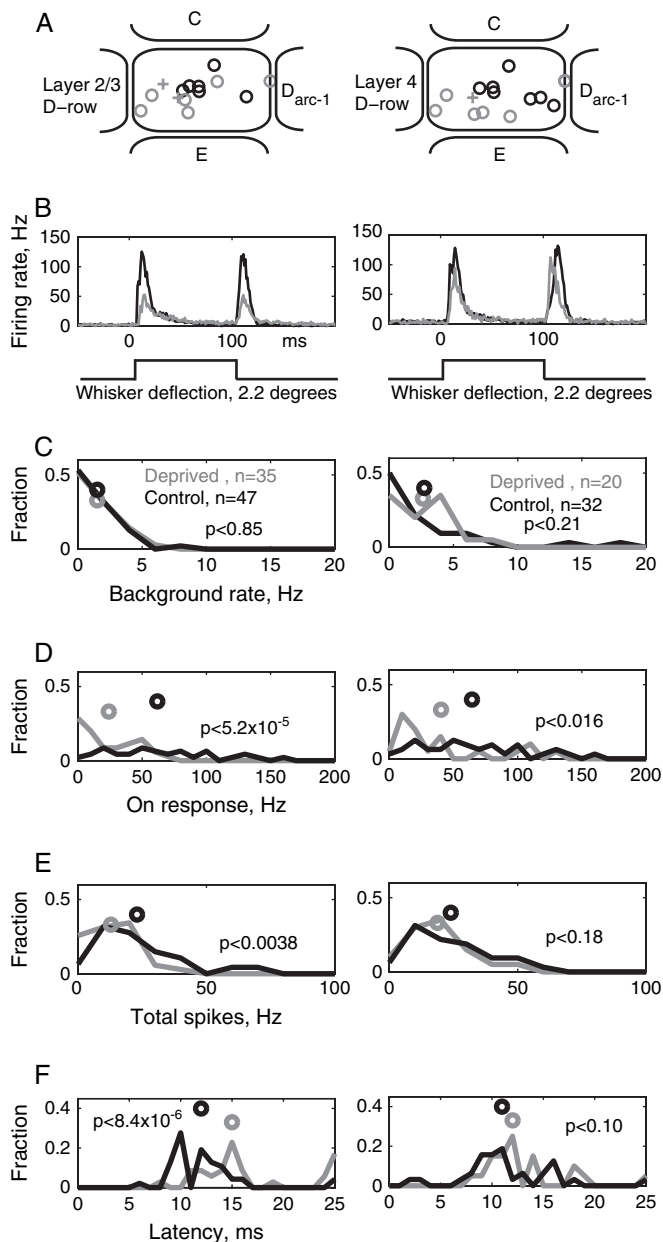 A
C
C
Layer 2/3
D−row
D arc-1
Layer 4
D−row
D arc-1
E
E
B
Firing rate, Hz
150
100
50
0
0
100
ms
150
100
50
0
0
100
Whisker deflection, 2.2 degrees
Whisker deflection, 2.2 degrees
C
Fraction
0.5
0
Deprived , n=35
Control, n=47
p<0.85
0
5
10
15
20
Background rate, Hz
0.5
0
Deprived , n=20
Control, n=32
p<0.21
0
5
10
15
20
D
Fraction
0.5
0
p<5.2x10⁻⁵
0
50
100
150
200
On response, Hz
0.5
0
p<0.016
0
50
100
150
200
E
Fraction
0.5
0
p<0.0038
0
50
100
Total spikes, Hz
0.5
0
p<0.18
0
50
100
F
Fraction
0.4
0.2
0
p<8.4x10⁻⁶
0
5
10
15
20
25
Latency, ms
0.4
0.2
0
p<0.10
0
5
10
15
20
25